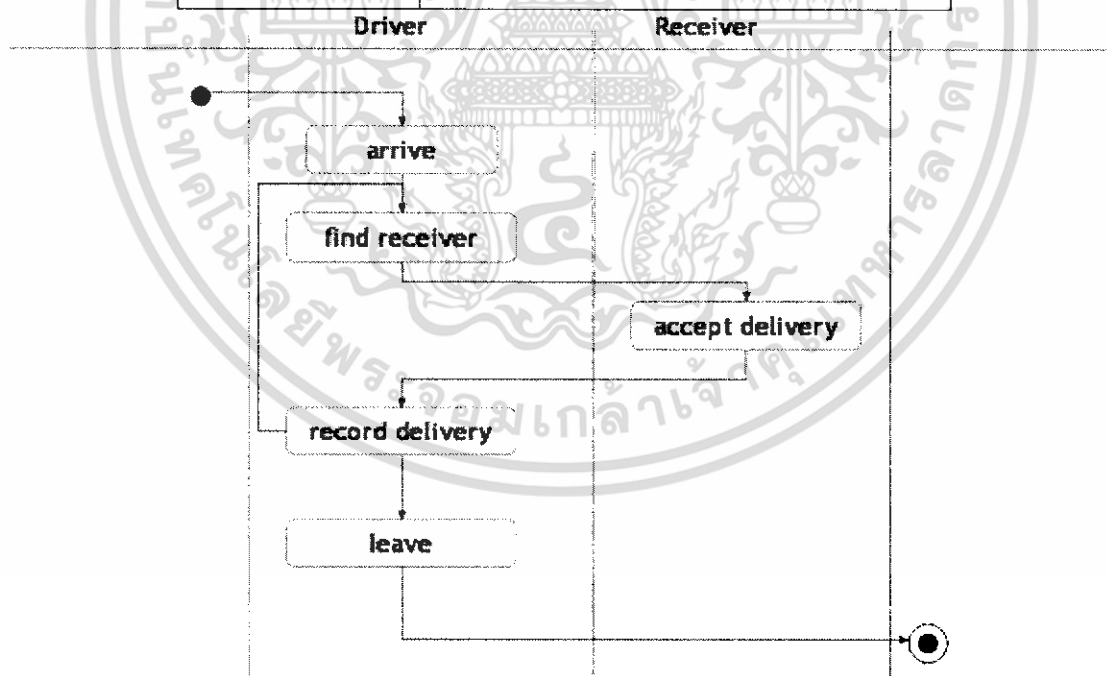 Driver Receiver
arrive
find receiver
accept delivery
record delivery
leave